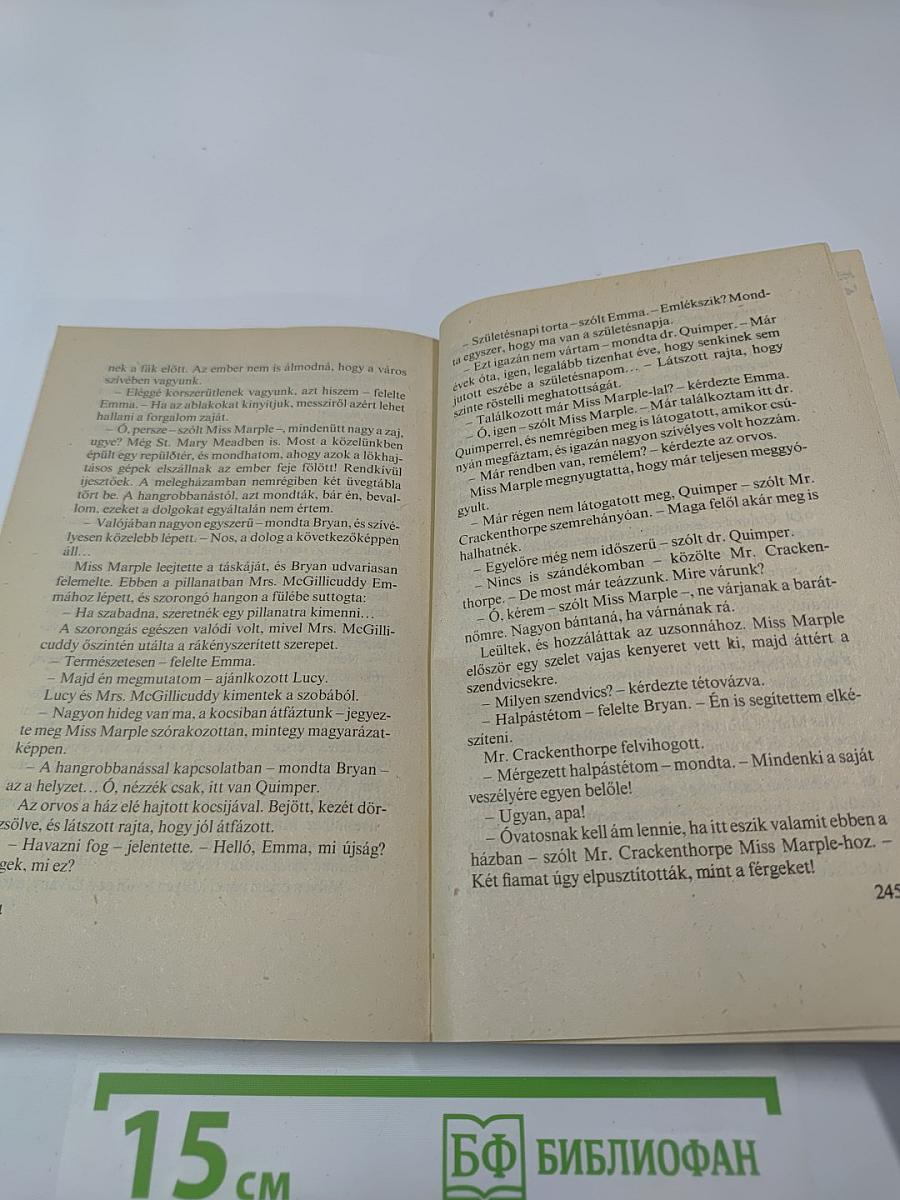 nek a fák előtt. Az ember nem is álmodná, hogy a város
szívében vagyunk.
– Eléggé korszerűtlenek vagyunk, azt hiszem – felelte
Emma. – Ha az ablakokat kinyitjuk, messziről azért lehet
hallani a forgalom zaját.
– Ó, persze – szólt Miss Marple –, mindenütt nagy a zaj,
ugye? Még St. Mary Meadben is. Most a közelünkben
épült egy repülőtér, és mondhatom, ahogy azok a lökhaj-
tásos gépek elszállnak az ember feje fölött! Rendkívül
ijesztőek. A melegházamban nemrégiben két üvegtábla
tört be. A hangrobbanástól, azt mondták, bár én, beval-
lom, ezeket a dolgokat egyáltalán nem értem.
– Valójában nagyon egyszerű – mondta Bryan, és szívé-
lyesen közelebb lépett. – Nos, a dolog a következőképpen
áll...
Miss Marple leejtette a táskáját, és Bryan udvariasan
felemelte. Ebben a pillanatban Mrs. McGillicuddy Em-
mához lépett, és szorongó hangon a fülébe suttogta:
– Ha szabadna, szeretnék egy pillanatra kimenni...
A szorongás egészen valódi volt, mivel Mrs. McGilli-
cuddy őszintén utálta a rákényszerített szerepet.
– Természetesen – felelte Emma.
– Majd én megmutatom – ajánlkozott Lucy.
Lucy és Mrs. McGillicuddy kimentek a szobából.
– Nagyon hideg van ma, a kocsiban átfáztunk – jegyez-
te meg Miss Marple szórakozottan, mintegy magyarázat-
képpen.
– A hangrobbanással kapcsolatban – mondta Bryan –
az a helyzet... Ó, nézzék csak, itt van Quimper.
Az orvos a ház elé hajtott kocsijával. Bejött, kezét dör-
zsölve, és látszott rajta, hogy jól átfázott.
– Havazni fog – jelentette. – Helló, Emma, mi újság?
gek, mi ez?
– Születésnapi torta – szólt Emma. – Emlékszik? Mond-
ta egyszer, hogy ma van a születésnapja.
– Ezt igazán nem vártam – mondta dr. Quimper. – Már
évek óta, igen, legalább tizenhat éve, hogy senkinek sem
jutott eszébe a születésnapom... – Látszott rajta, hogy
szinte röstelli meghatottságát.
– Találkozott már Miss Marple-lal? – kérdezte Emma.
– Ó, igen – szólt Miss Marple. – Már találkoztam itt dr.
Quimperrel, és nemrégiben meg is látogatott, amikor csú-
nyán megfáztam, és igazán nagyon szívélyes volt hozzám.
– Már rendben van, remélem? – kérdezte az orvos.
Miss Marple megnyugtatta, hogy már teljesen meggyó-
gyult.
– Már régen nem látogatott meg, Quimper – szólt Mr.
Crackenthorpe szemrehányóan. – Maga felől akár meg is
halhatnék.
– Egyelőre még nem időszerű – szólt dr. Quimper.
– Nincs is szándékomban – közölte Mr. Cracken-
thorpe. – De most már teázzunk. Mire várunk?
– Ó, kérem – szólt Miss Marple –, ne várjanak a barát-
nőmre. Nagyon bántaná, ha várnának rá.
Leültek, és hozzáláttak az uzsonnához. Miss Marple
először egy szelet vajas kenyeret vett ki, majd áttért a
szendvicsekre.
– Milyen szendvics? – kérdezte tétovázva.
– Halpástétom – felelte Bryan. – Én is segítettem elké-
szíteni.
Mr. Crackenthorpe felvihogott.
– Mérgezett halpástétom – mondta. – Mindenki a saját
veszélyére egyen belőle!
– Ugyan, apa!
– Óvatosnak kell ám lennie, ha itt eszik valamit ebben a
házban – szólt Mr. Crackenthorpe Miss Marple-hoz. –
Két fiamat úgy elpusztították, mint a férgeket!
245
15 см
БФ БИБЛИОФАН